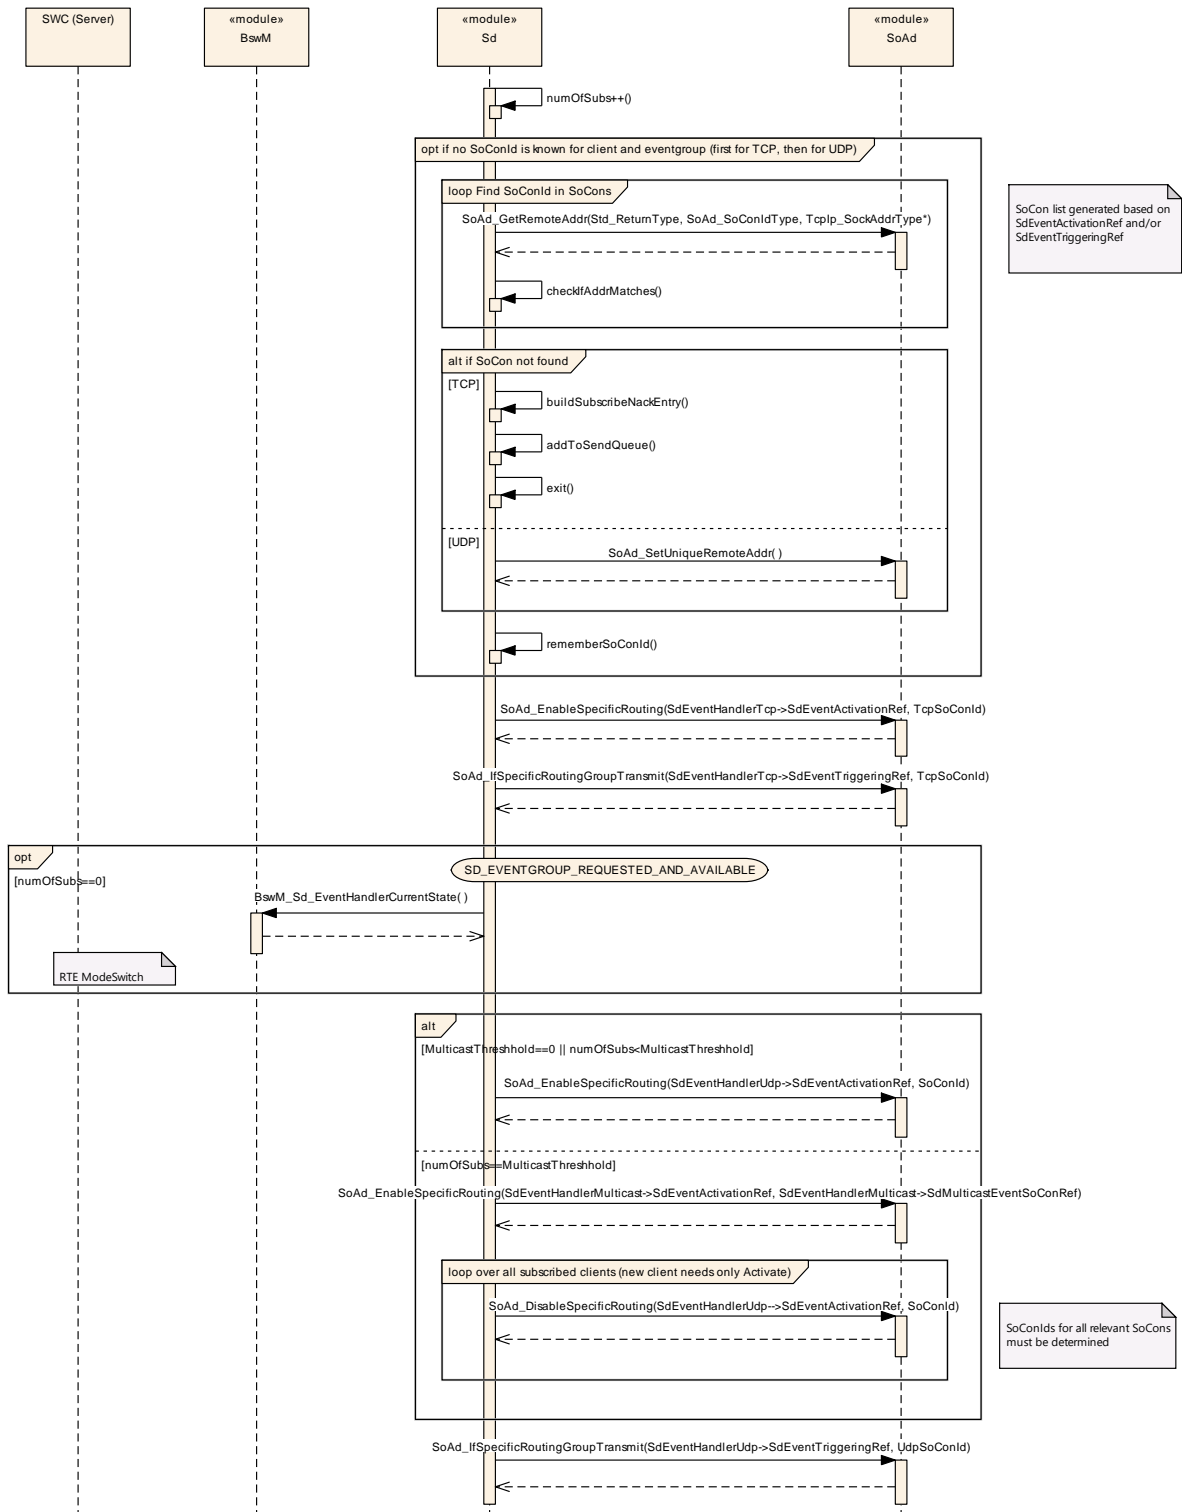 SWC (Server)
«module»
BswM
«module»
Sd
«module»
SoAd
numOfSubs++()
opt if no SoConId is known for client and eventgroup (first for TCP, then for UDP)
loop Find SoConId in SoCons
SoAd_GetRemoteAddr(Std_ReturnType, SoAd_SoConIdType, TcpIp_SockAddrType*)
SoCon list generated based on
SdEventActivationRef and/or
SdEventTriggeringRef
checkIfAddrMatches()
alt if SoCon not found
[TCP]
buildSubscribeNackEntry()
addToSendQueue()
exit()
[UDP]
SoAd_SetUniqueRemoteAddr( )
rememberSoConId()
SoAd_EnableSpecificRouting(SdEventHandlerTcp->SdEventActivationRef, TcpSoConId)
SoAd_IfSpecificRoutingGroupTransmit(SdEventHandlerTcp->SdEventTriggeringRef, TcpSoConId)
opt
[numOfSubs==0]
SD_EVENTGROUP_REQUESTED_AND_AVAILABLE
BswM_Sd_EventHandlerCurrentState( )
RTE ModeSwitch
alt
[MulticastThreshhold==0 || numOfSubs<MulticastThreshhold]
SoAd_EnableSpecificRouting(SdEventHandlerUdp->SdEventActivationRef, SoConId)
[numOfSubs==MulticastThreshhold]
SoAd_EnableSpecificRouting(SdEventHandlerMulticast->SdEventActivationRef, SdEventHandlerMulticast->SdMulticastEventSoConRef)
loop over all subscribed clients (new client needs only Activate)
SoAd_DisableSpecificRouting(SdEventHandlerUdp-->SdEventActivationRef, SoConId)
SoConIds for all relevant SoCons
must be determined
SoAd_IfSpecificRoutingGroupTransmit(SdEventHandlerUdp->SdEventTriggeringRef, UdpSoConId)